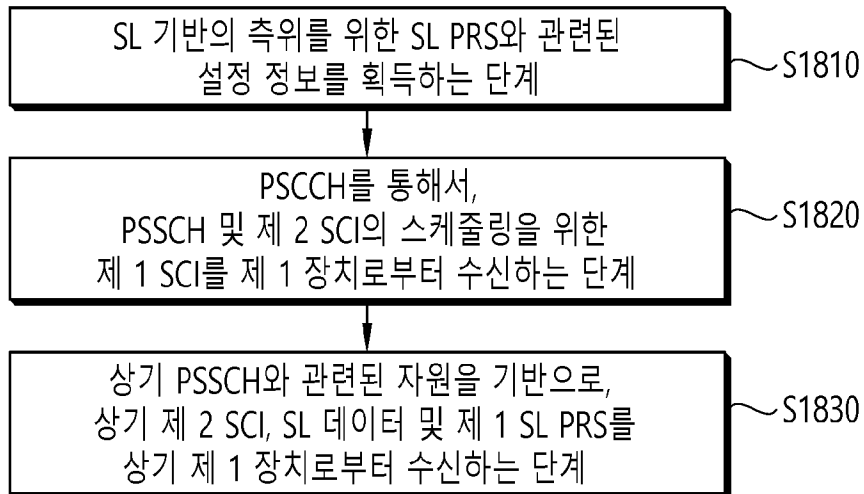 SL 기반의 측위를 위한 SL PRS와 관련된
설정 정보를 획득하는 단계
S1810
PSCCH를 통해서,
PSSCH 및 제 2 SCI의 스케줄링을 위한
제 1 SCI를 제 1 장치로부터 수신하는 단계
S1820
상기 PSSCH와 관련된 자원을 기반으로,
상기 제 2 SCI, SL 데이터 및 제 1 SL PRS를
상기 제 1 장치로부터 수신하는 단계
S1830